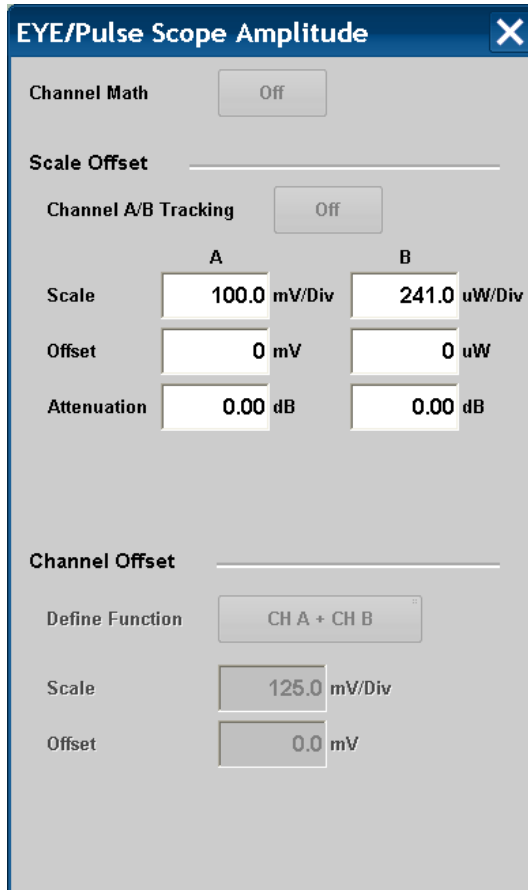 EYE/Pulse Scope Amplitude
Channel Math Off
Scale Offset
Channel A/B Tracking Off
A B
Scale 100.0 mV/Div 241.0 uW/Div
Offset 0 mV 0 uW
Attenuation 0.00 dB 0.00 dB
Channel Offset
Define Function CH A + CH B
Scale 125.0 mV/Div
Offset 0.0 mV